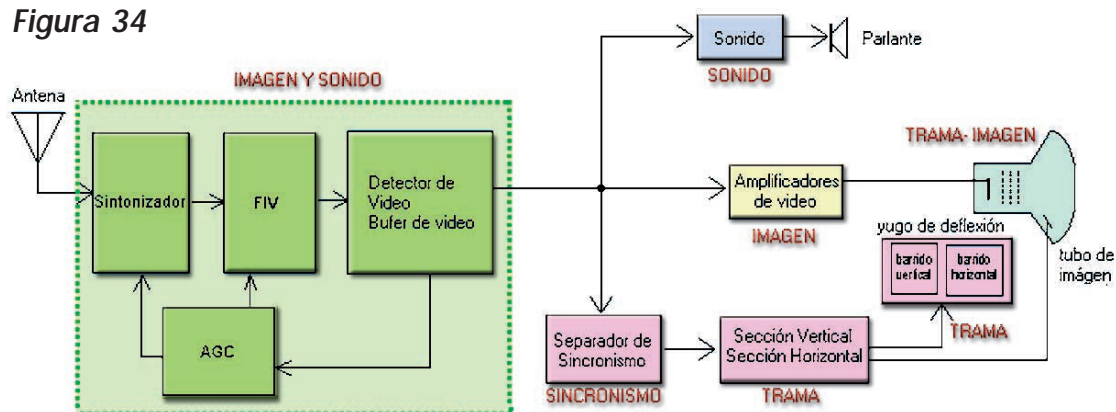 Figura 34
Antena
IMAGEN Y SONIDO
Sintonizador
FIV
Detector de
Video
Bufer de video
AGC
Sonido
SONIDO
Parlante
TRAMA- IMAGEN
Amplificadores
de video
IMAGEN
yugo de deflexión
barrido
vertical
barrido
horizontal
TRAMA
tubo de
imágen
Separador de
Sincronismo
SINCRONISMO
Sección Vertical
Sección Horizontal
TRAMA